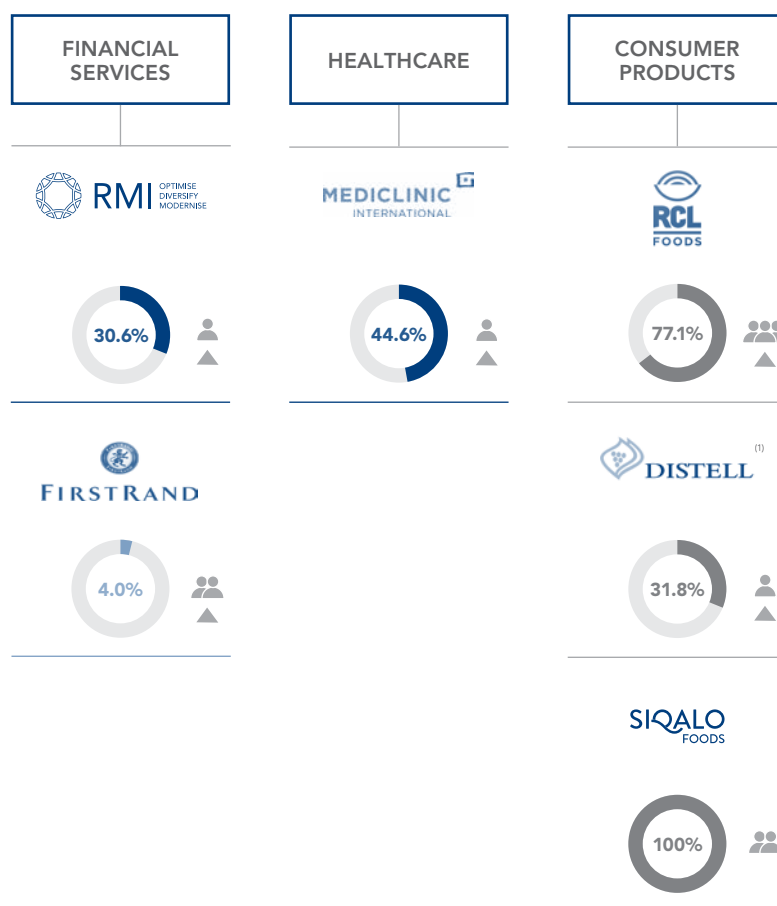 FINANCIAL
SERVICES
RMI
OPTIMISE
DIVERSIFY
MODERNISE
30.6%
FIRSTRAND
4.0%
HEALTHCARE
MEDICLINIC
INTERNATIONAL
44.6%
CONSUMER
PRODUCTS
RCL
FOODS
77.1%
DISTELL
(1)
31.8%
SIQALO
FOODS
100%